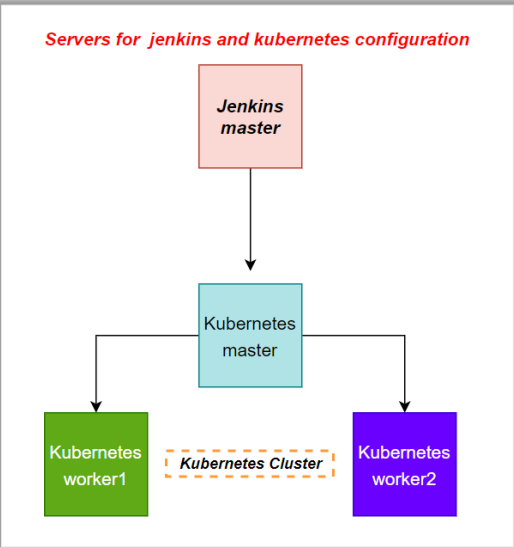 Servers for jenkins and kubernetes configuration
Jenkins
master
Kubernetes
master
Kubernetes
worker1
Kubernetes Cluster
Kubernetes
worker2